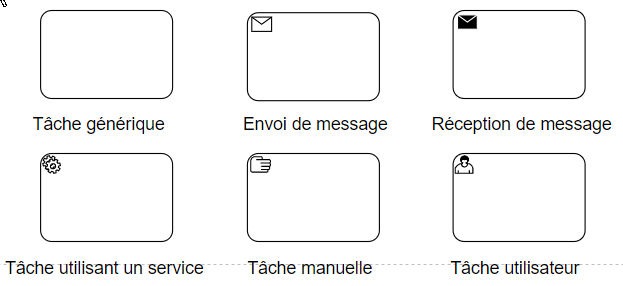 Tâche générique
Envoi de message
Réception de message
Tâche utilisant un service
Tâche manuelle
Tâche utilisateur